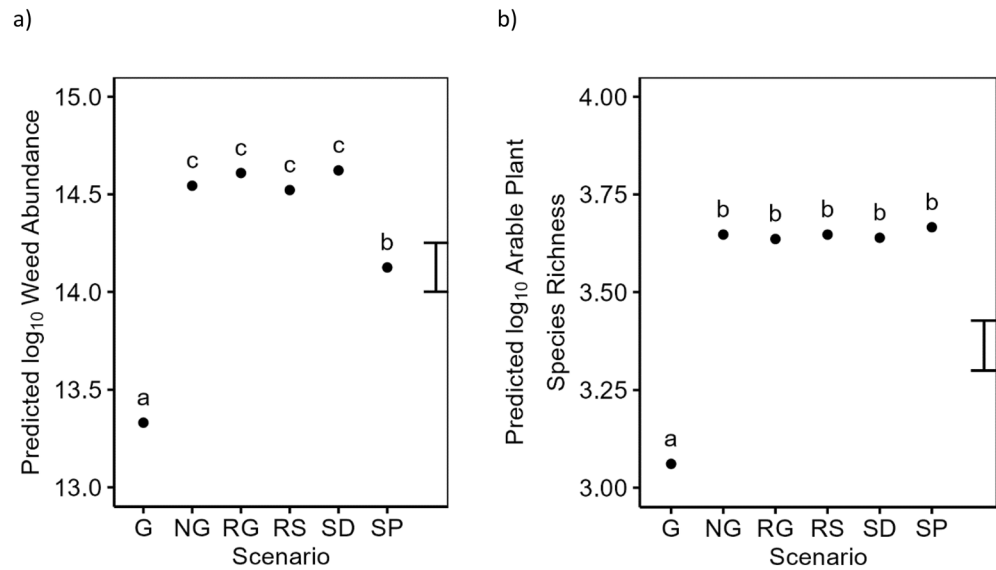 a)
Predicted log10 Weed Abundance
15.0
14.5
14.0
13.5
13.0
a
c
c
c
c
b
G NG RG RS SD SP
Scenario
b)
Predicted log10 Arable Plant
Species Richness
4.00
3.75
3.50
3.25
3.00
a
b
b
b
b
b
G NG RG RS SD SP
Scenario